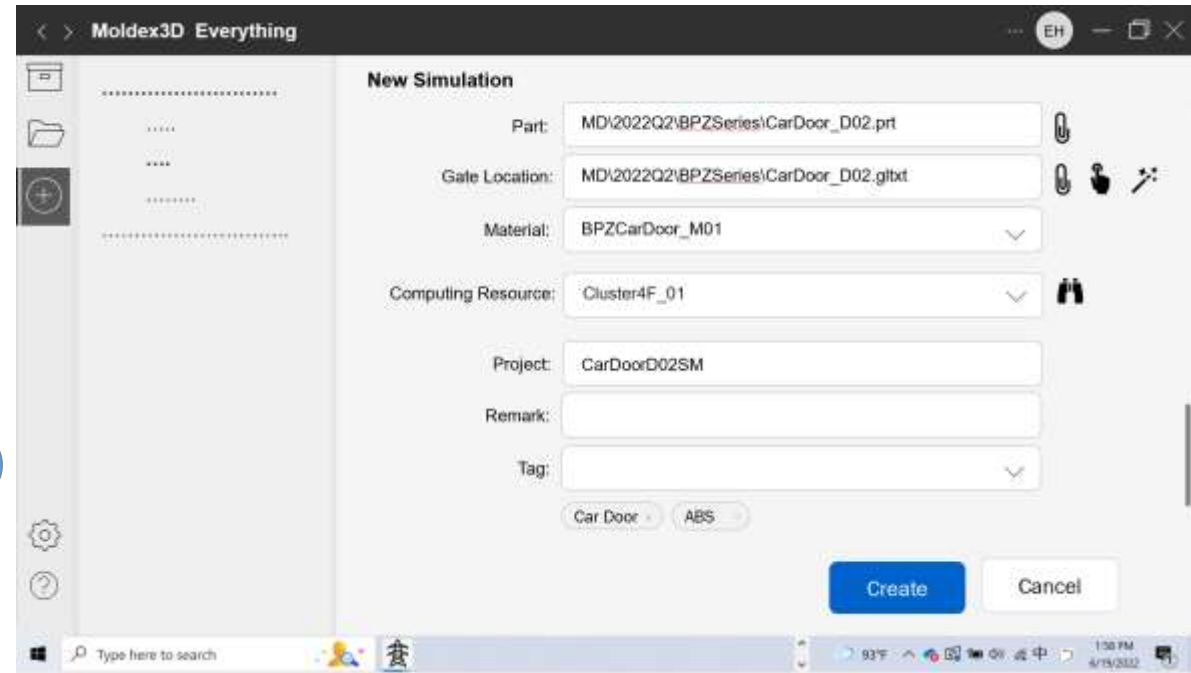 Moldex3D Everything
EH
New Simulation
Part: MD\2022Q2\BPZSeries\CarDoor_D02.prt
Gate Location: MD\2022Q2\BPZSeries\CarDoor_D02.gltxt
Material: BPZCarDoor_M01
Computing Resource: Cluster4F_01
Project: CarDoorD02SM
Remark:
Tag:
Car Door ABS
Create Cancel
Type here to search 93°F 中 1:50 PM
4/19/2022